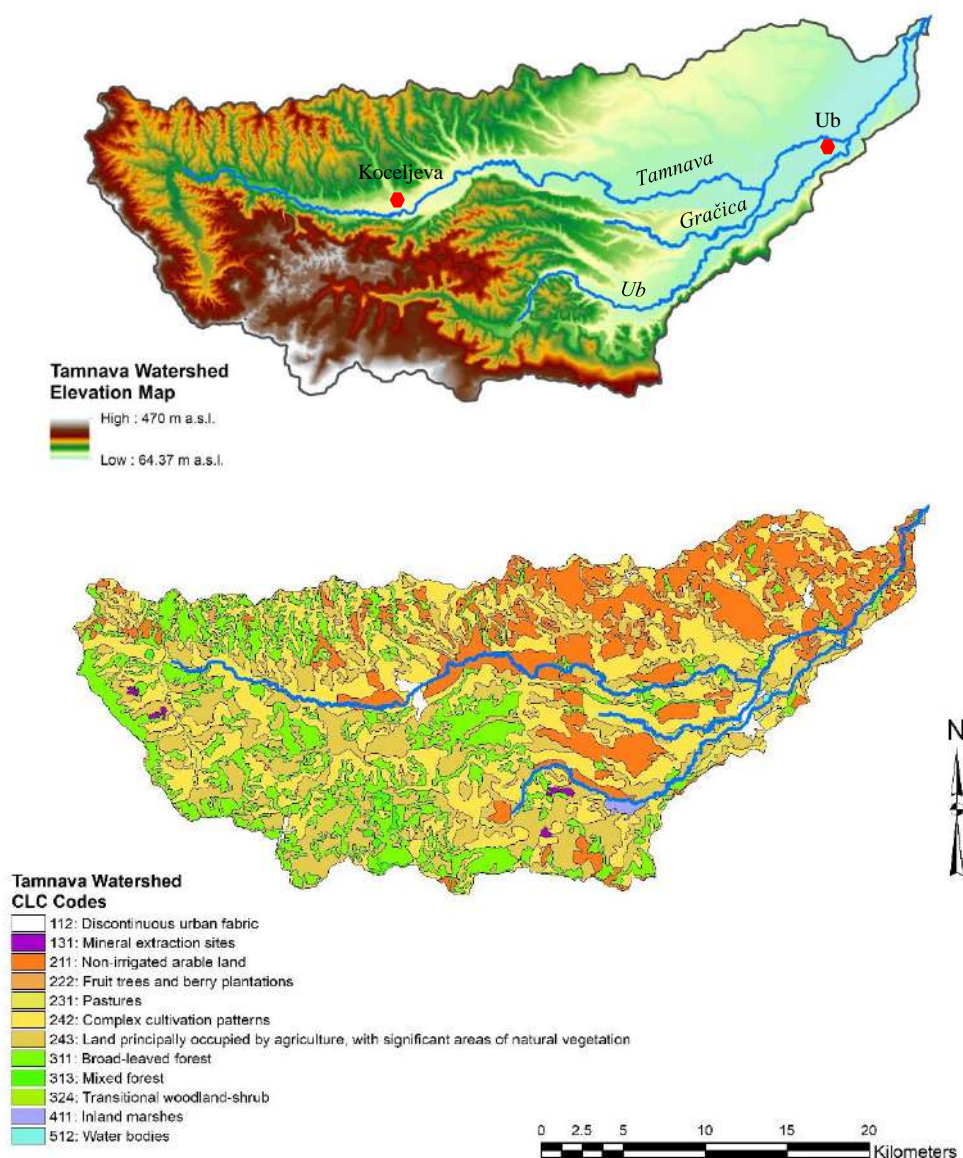 Ub
Koceljeva
Tamnava
Gračica
Ub
Tamnava Watershed
Elevation Map
High : 470 m a.s.l.
Low : 64.37 m a.s.l.
N
Tamnava Watershed
CLC Codes
112: Discontinuous urban fabric
131: Mineral extraction sites
211: Non-irrigated arable land
222: Fruit trees and berry plantations
231: Pastures
242: Complex cultivation patterns
243: Land principally occupied by agriculture, with significant areas of natural vegetation
311: Broad-leaved forest
313: Mixed forest
324: Transitional woodland-shrub
411: Inland marshes
512: Water bodies
0 2.5 5 10 15 20
Kilometers